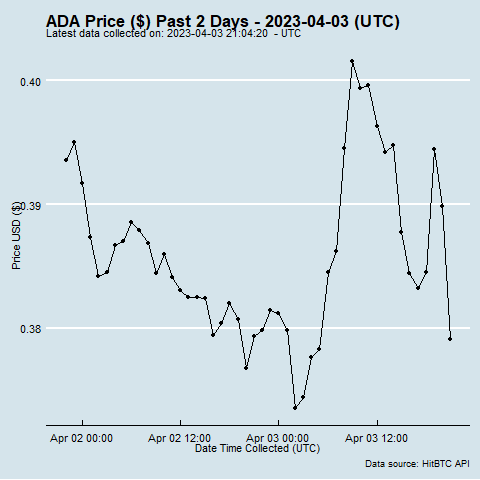 ADA Price ($) Past 2 Days - 2023-04-03 (UTC)
Latest data collected on: 2023-04-03 21:04:20 - UTC
0.40
0.39
0.38
Price USD ($)
Apr 02 00:00
Apr 02 12:00
Apr 03 00:00
Apr 03 12:00
Date Time Collected (UTC)
Data source: HitBTC API